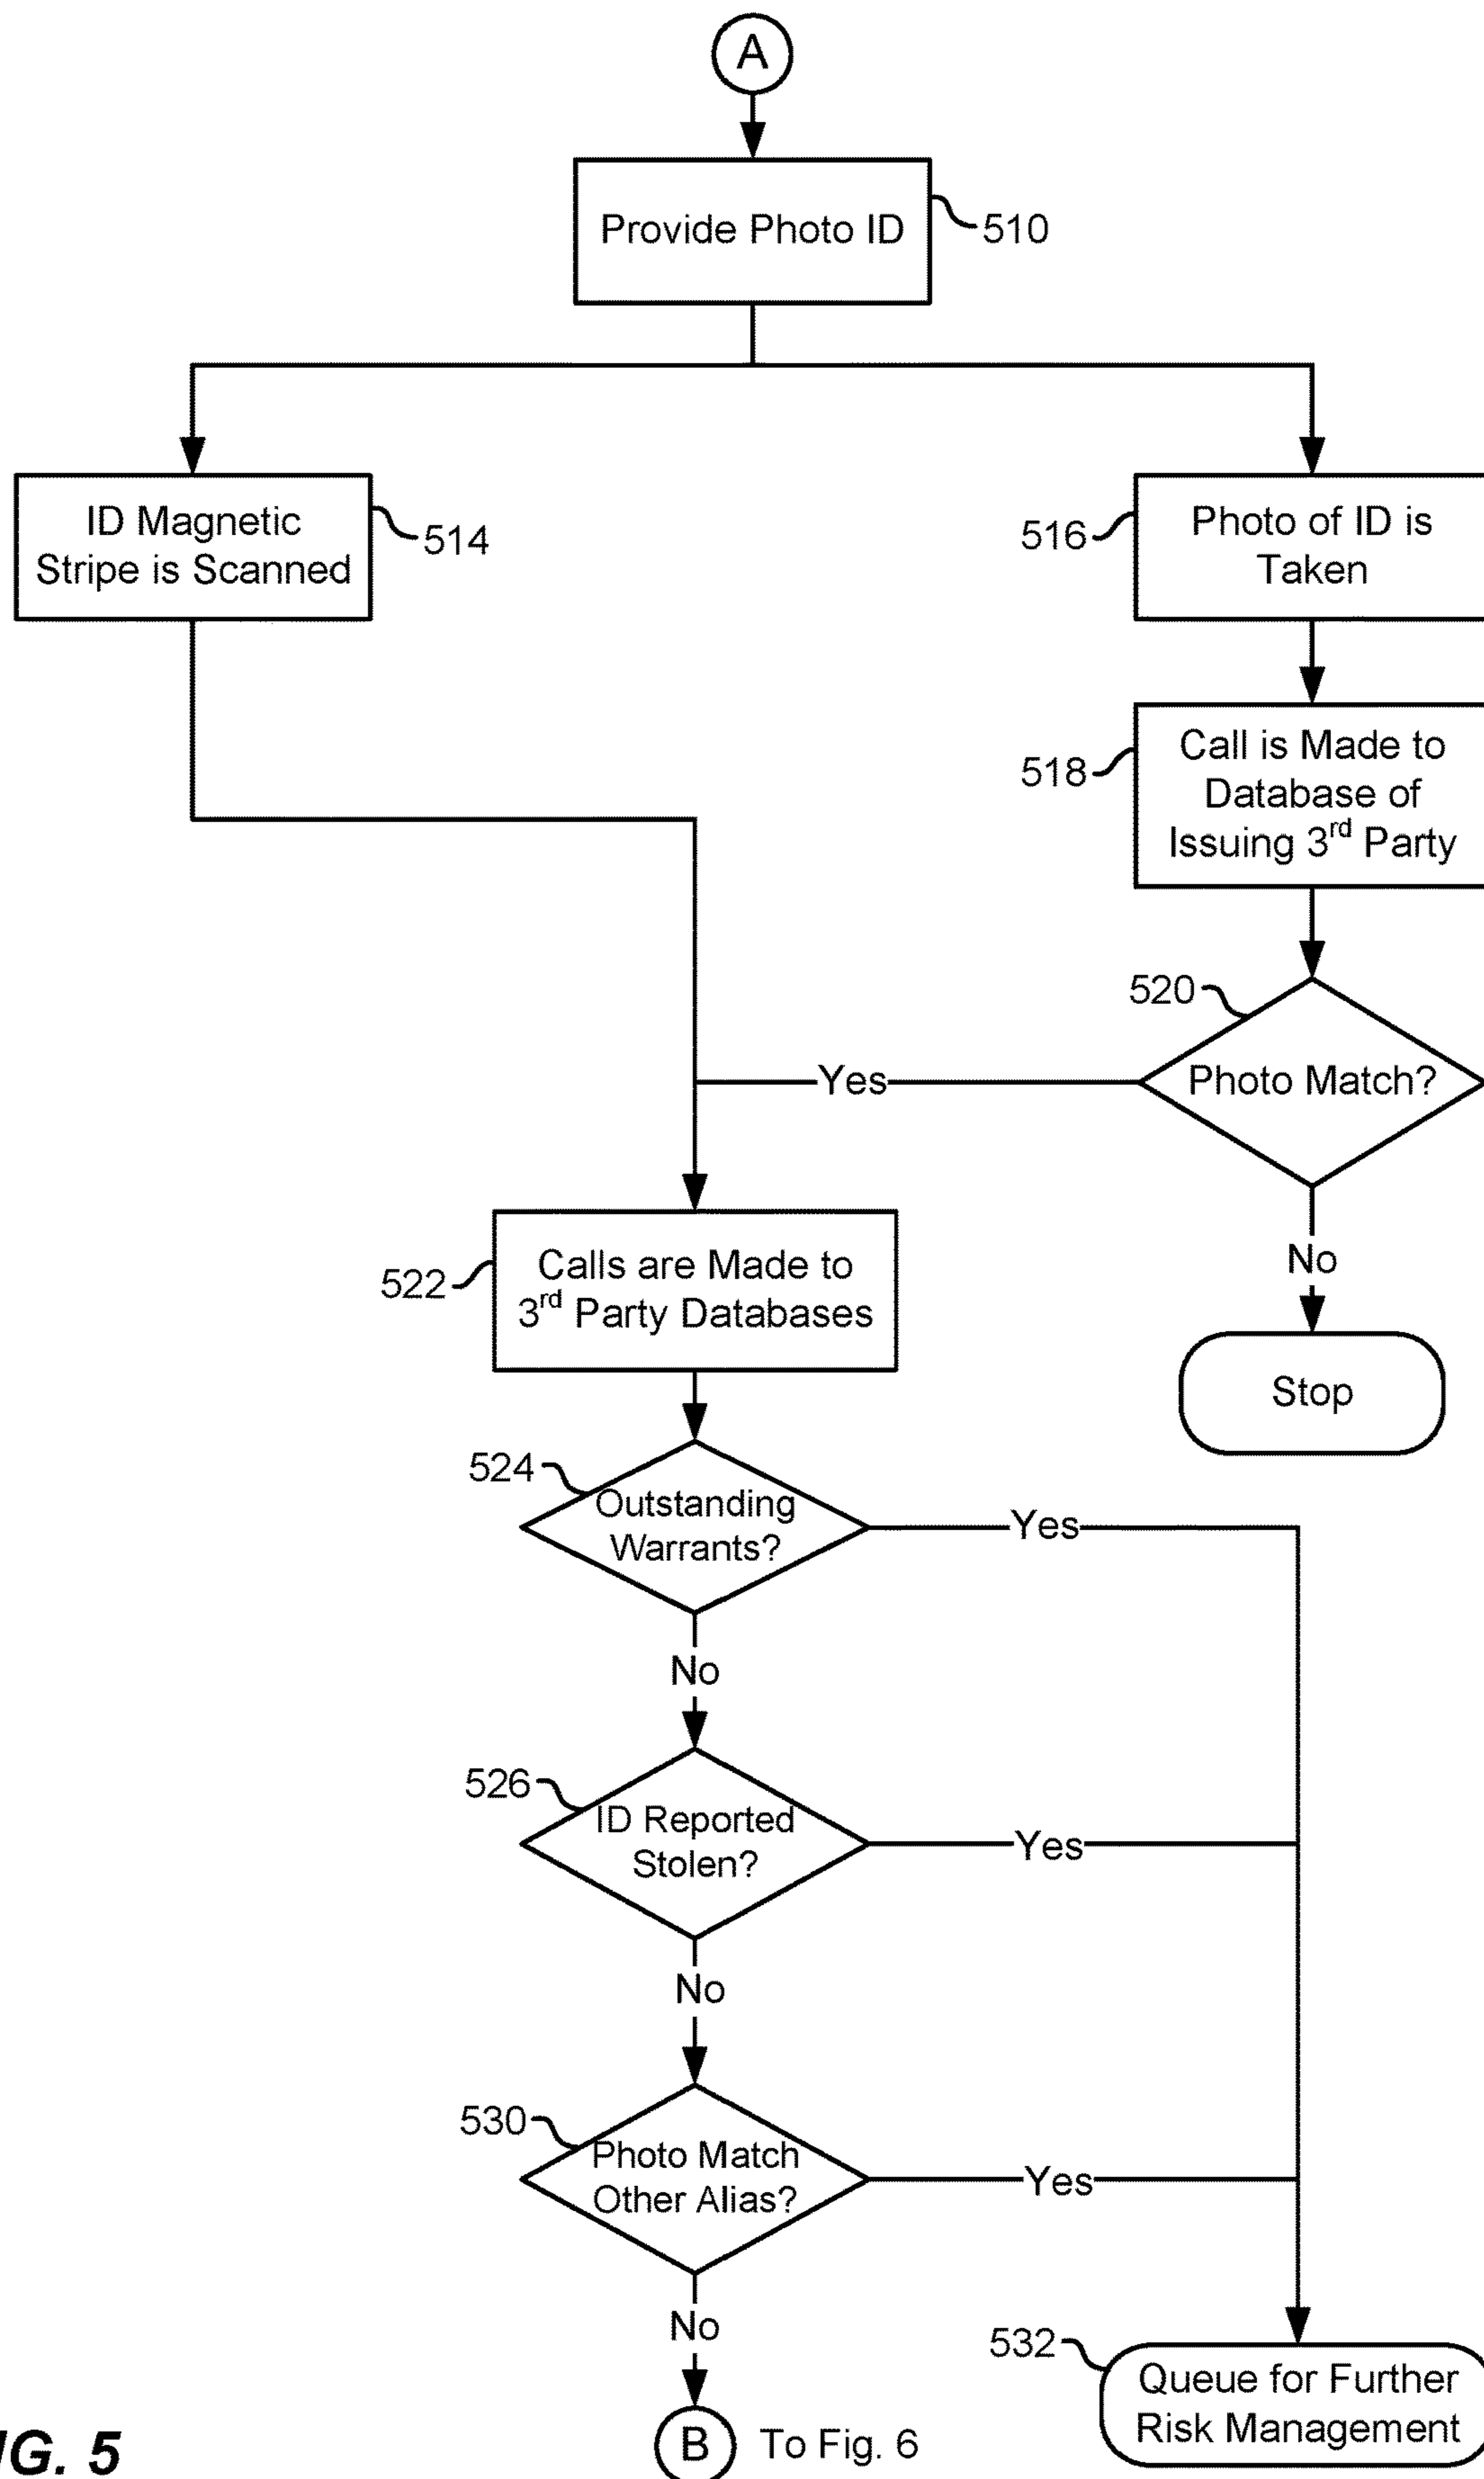 A
Provide Photo ID
510
ID Magnetic
Stripe is Scanned
514
516
Photo of ID is
Taken
518
Call is Made to
Database of
Issuing 3rd Party
520
Photo Match?
Yes
No
Stop
522
Calls are Made to
3rd Party Databases
524
Outstanding
Warrants?
Yes
No
526
ID Reported
Stolen?
Yes
No
530
Photo Match
Other Alias?
Yes
No
532
Queue for Further
Risk Management
B
To Fig. 6
IG. 5